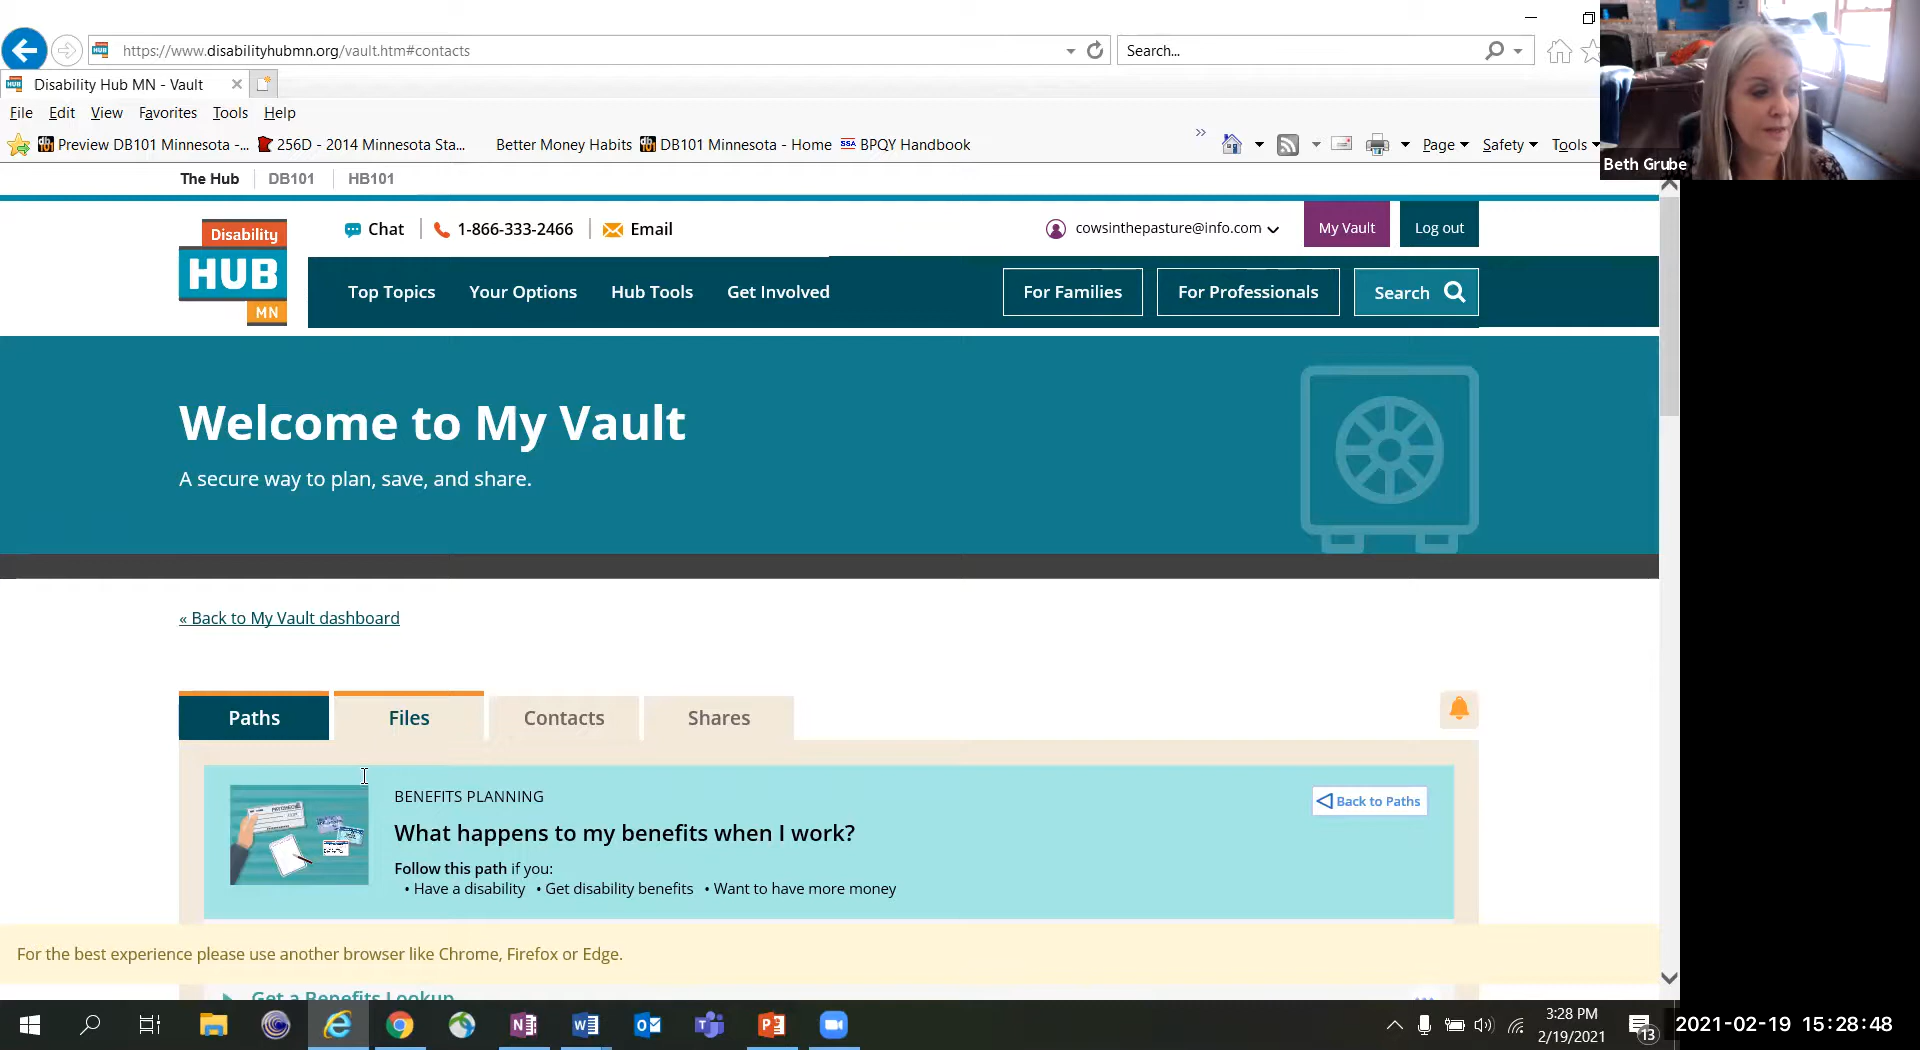 https://www.disabilityhubmn.org/vault.htm#contacts
Search...
Disability Hub MN - Vault
File Edit View Favorites Tools Help
Preview DB101 Minnesota -... 256D - 2014 Minnesota Sta... Better Money Habits DB101 Minnesota - Home SSA BPQY Handbook
Page Safety Tools
Beth Grube
The Hub DB101 HB101
Chat 1-866-333-2466 Email
cowsinthepasture@info.com My Vault Log out
Disability
HUB
MN
Top Topics Your Options Hub Tools Get Involved For Families For Professionals Search
Welcome to My Vault
A secure way to plan, save, and share.
« Back to My Vault dashboard
Paths Files Contacts Shares
BENEFITS PLANNING
Back to Paths
What happens to my benefits when I work?
Follow this path if you:
• Have a disability • Get disability benefits • Want to have more money
For the best experience please use another browser like Chrome, Firefox or Edge.
Get a Benefits Lookup
3:28 PM
2/19/2021
13
2021-02-19 15:28:48